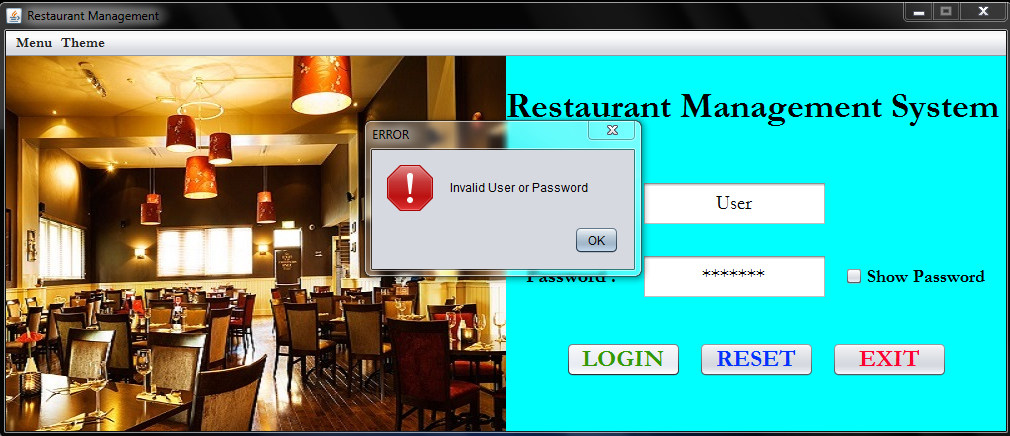 Restaurant Management
Menu Theme
Restaurant Management System
ERROR
Invalid User or Password
OK
User
Password :
*******
Show Password
LOGIN
RESET
EXIT